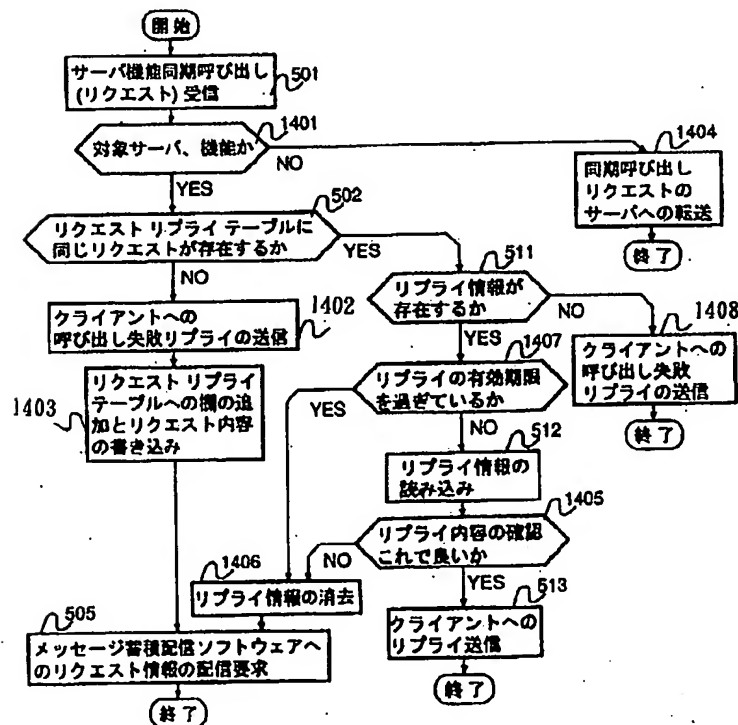 開始
サーバ機能同期呼び出し
(リクエスト) 受信
501
対象サーバ、機能か
1401
NO
YES
1404
同期呼び出し
リクエストの
サーバへの転送
終了
リクエスト リプライ テーブルに
同じリクエストが存在するか
502
YES
NO
511
リプライ情報が
存在するか
NO
YES
クライアントへの
呼び出し失敗リプライの送信
1402
1408
クライアントへの
呼び出し失敗
リプライの送信
終了
1407
リプライの有効期限
を過ぎているか
YES
NO
1403
リクエスト リプライ
テーブルへの欄の追
加とリクエスト内容
の書き込み
512
リプライ情報の
読み込み
1405
リプライ内容の確認
これで良いか
NO
YES
1406
リプライ情報の消去
513
クライアントへの
リプライ送信
終了
505
メッセージ蓄積配信ソフトウェアへ
のリクエスト情報の配信要求
終了